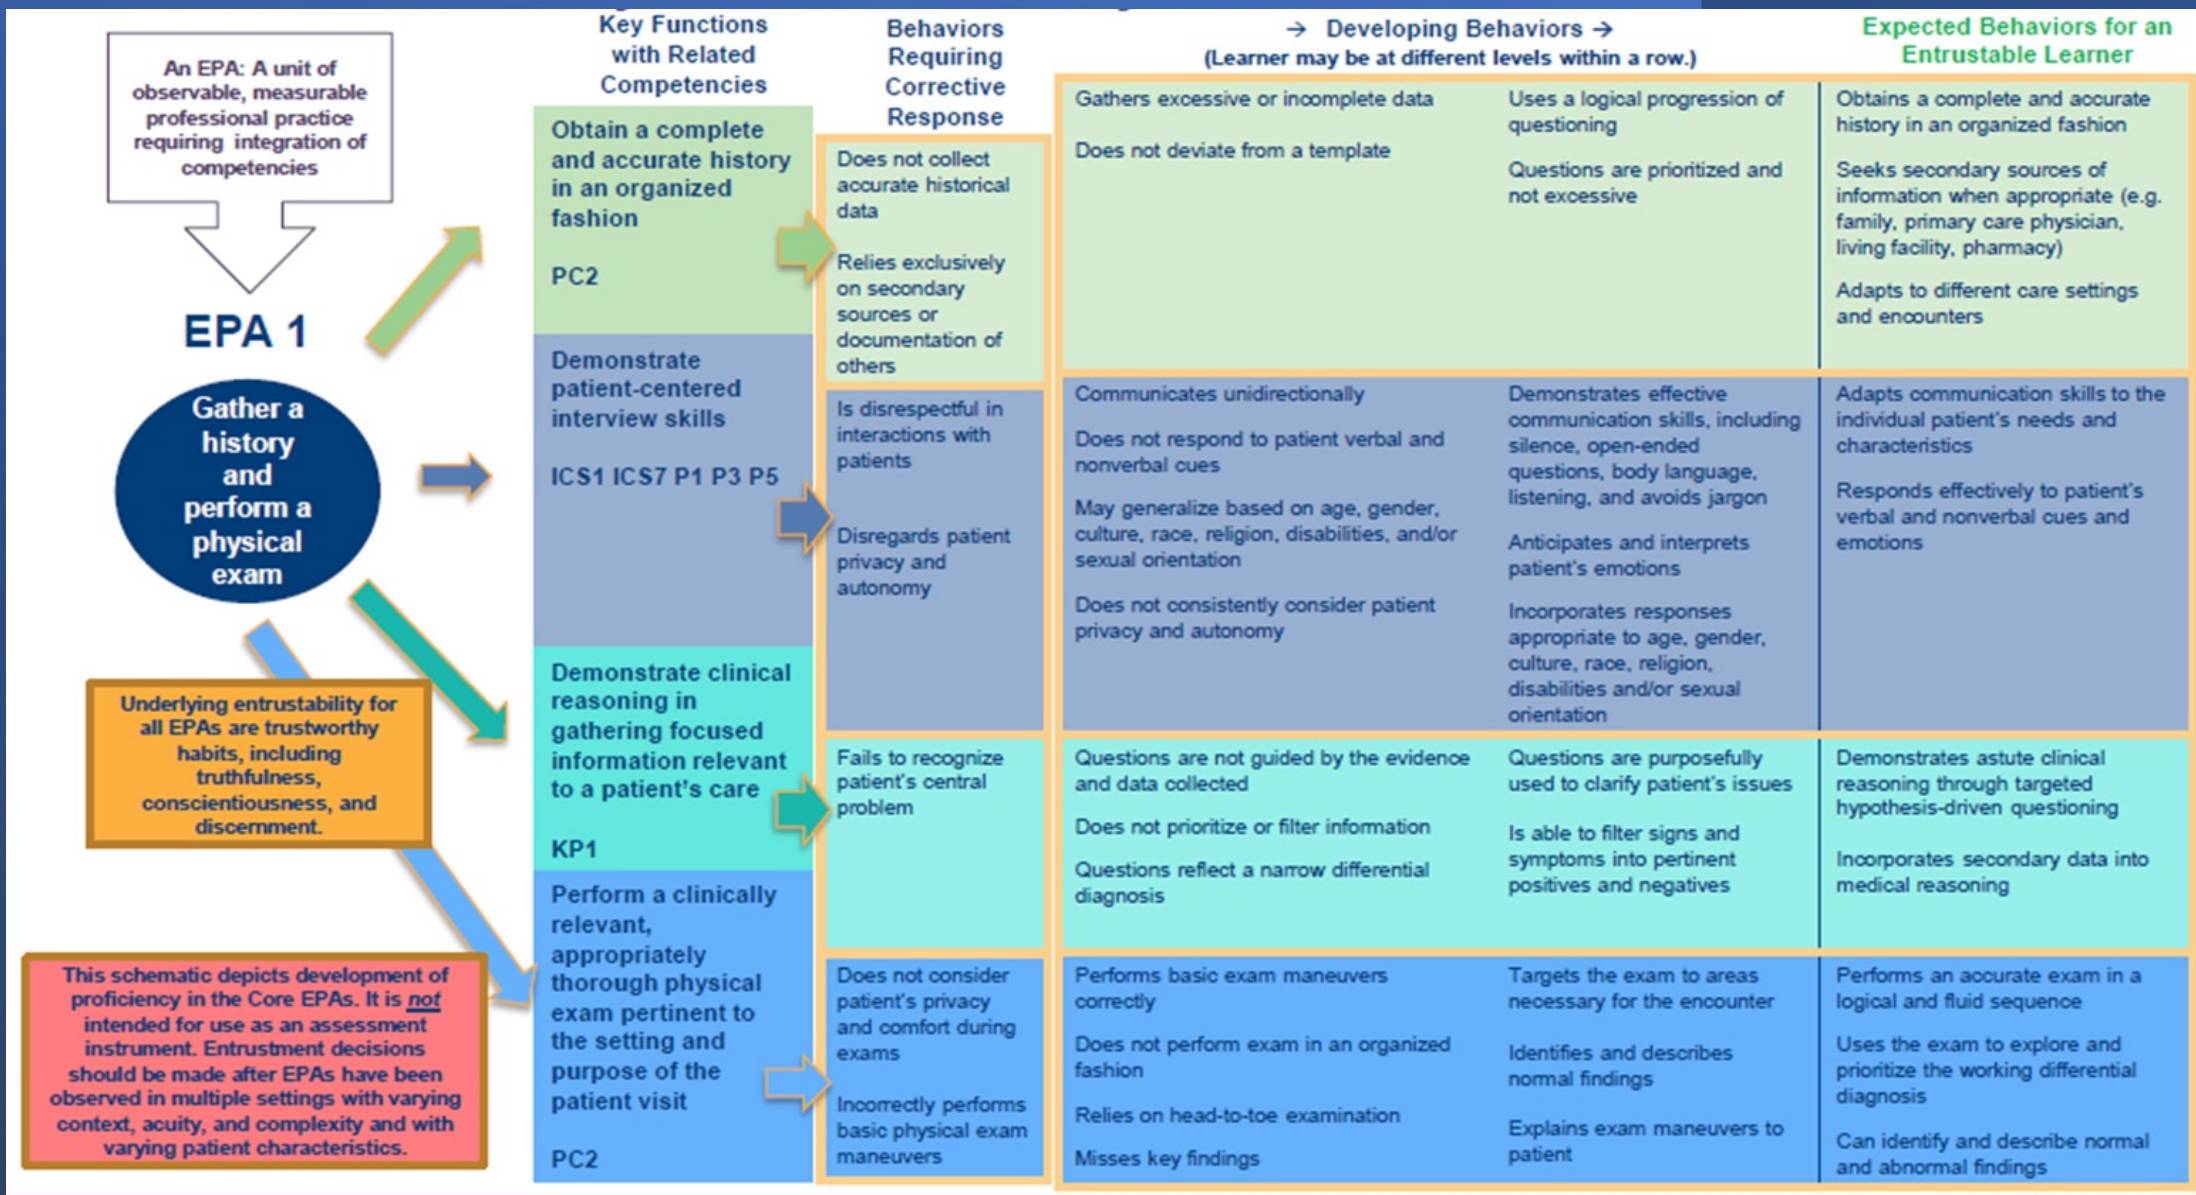 An EPA: A unit of
observable, measurable
professional practice
requiring integration of
competencies
EPA 1
Gather a
history
and
perform a
physical
exam
Underlying entrustability for
all EPAs are trustworthy
habits, including
truthfulness,
conscientiousness, and
discernment.
This schematic depicts development of
proficiency in the Core EPAs. It is not
intended for use as an assessment
instrument. Entrustment decisions
should be made after EPAs have been
observed in multiple settings with varying
context, acuity, and complexity and with
varying patient characteristics.
Key Functions
with Related
Competencies
Behaviors
Requiring
Corrective
Response
→ Developing Behaviors →
(Learner may be at different levels within a row.)
Expected Behaviors for an
Entrustable Learner
Obtain a complete
and accurate history
in an organized
fashion
PC2
Does not collect
accurate historical
data
Relies exclusively
on secondary
sources or
documentation of
others
Gathers excessive or incomplete data
Does not deviate from a template
Uses a logical progression of
questioning
Questions are prioritized and
not excessive
Obtains a complete and accurate
history in an organized fashion
Seeks secondary sources of
information when appropriate (e.g.
family, primary care physician,
living facility, pharmacy)
Adapts to different care settings
and encounters
Demonstrate
patient-centered
interview skills
ICS1 ICS7 P1 P3 P5
Is disrespectful in
interactions with
patients
Disregards patient
privacy and
autonomy
Communicates unidirectionally
Does not respond to patient verbal and
nonverbal cues
May generalize based on age, gender,
culture, race, religion, disabilities, and/or
sexual orientation
Does not consistently consider patient
privacy and autonomy
Demonstrates effective
communication skills, including
silence, open-ended
questions, body language,
listening, and avoids jargon
Anticipates and interprets
patient's emotions
Incorporates responses
appropriate to age, gender,
culture, race, religion,
disabilities and/or sexual
orientation
Adapts communication skills to the
individual patient's needs and
characteristics
Responds effectively to patient's
verbal and nonverbal cues and
emotions
Demonstrate clinical
reasoning in
gathering focused
information relevant
to a patient's care
KP1
Fails to recognize
patient's central
problem
Questions are not guided by the evidence
and data collected
Does not prioritize or filter information
Questions reflect a narrow differential
diagnosis
Questions are purposefully
used to clarify patient's issues
Is able to filter signs and
symptoms into pertinent
positives and negatives
Demonstrates astute clinical
reasoning through targeted
hypothesis-driven questioning
Incorporates secondary data into
medical reasoning
Perform a clinically
relevant,
appropriately
thorough physical
exam pertinent to
the setting and
purpose of the
patient visit
PC2
Does not consider
patient's privacy
and comfort during
exams
Incorrectly performs
basic physical exam
maneuvers
Performs basic exam maneuvers
correctly
Does not perform exam in an organized
fashion
Relies on head-to-toe examination
Misses key findings
Targets the exam to areas
necessary for the encounter
Identifies and describes
normal findings
Explains exam maneuvers to
patient
Performs an accurate exam in a
logical and fluid sequence
Uses the exam to explore and
prioritize the working differential
diagnosis
Can identify and describe normal
and abnormal findings